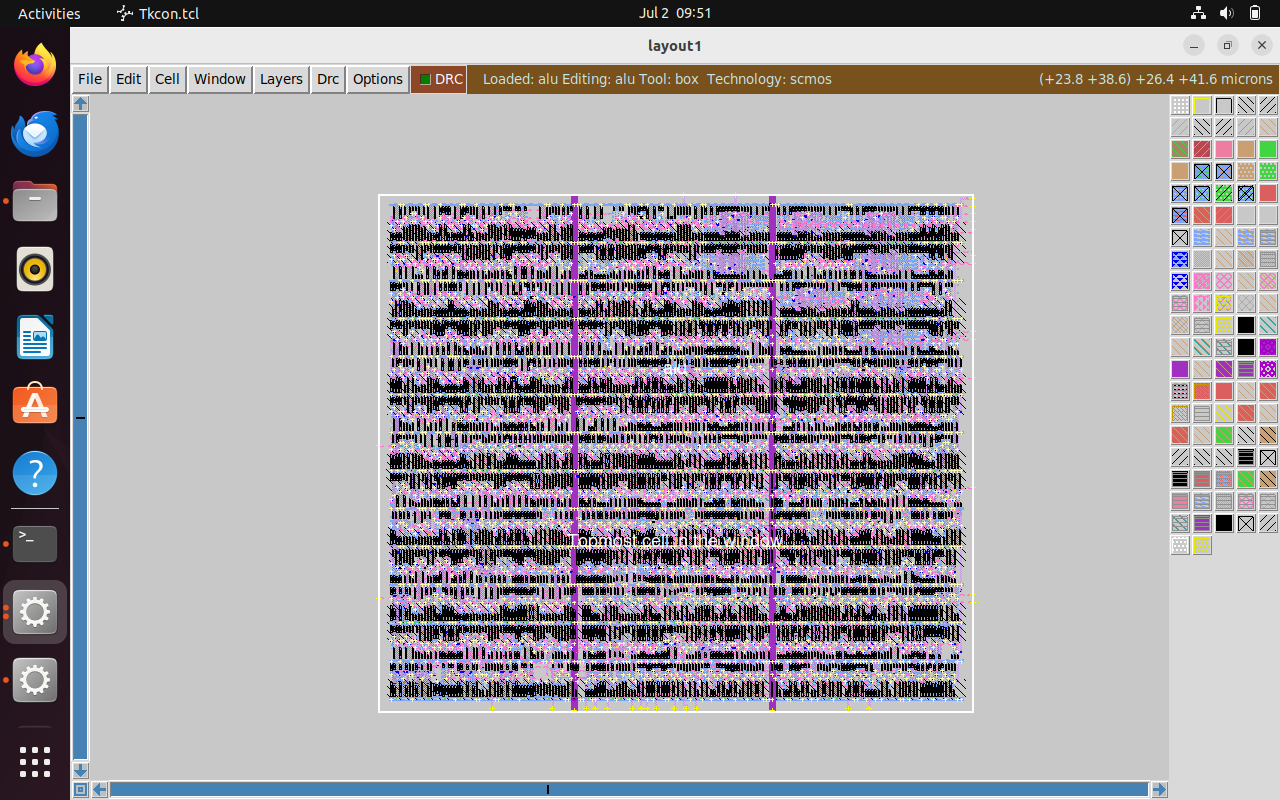 Activities Tkcon.tcl Jul 2 09:51
layout1
File Edit Cell Window Layers Drc Options DRC Loaded: alu Editing: alu Tool: box Technology: scmos (+23.8 +38.6) +26.4 +41.6 microns
alu
Topmost cell in the window